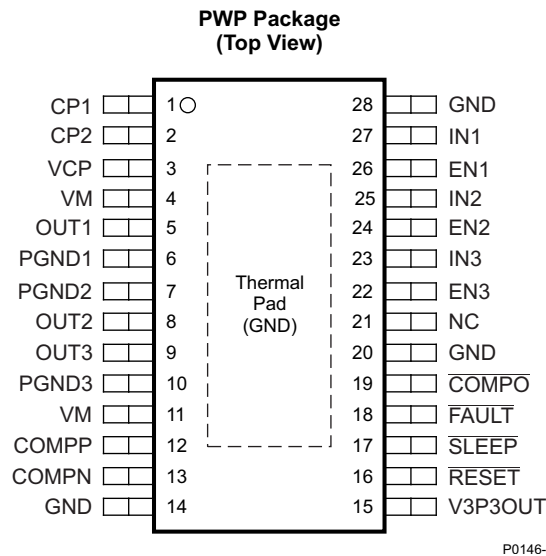 PWP Package
(Top View)
CP1 1 28 GND
CP2 2 27 IN1
VCP 3 26 EN1
VM 4 25 IN2
OUT1 5 24 EN2
PGND1 6 23 IN3
PGND2 7 22 EN3
OUT2 8 21 NC
OUT3 9 20 GND
PGND3 10 19 COMPO
VM 11 18 FAULT
COMPP 12 17 SLEEP
COMPN 13 16 RESET
GND 14 15 V3P3OUT
Thermal
Pad
(GND)
P0146-